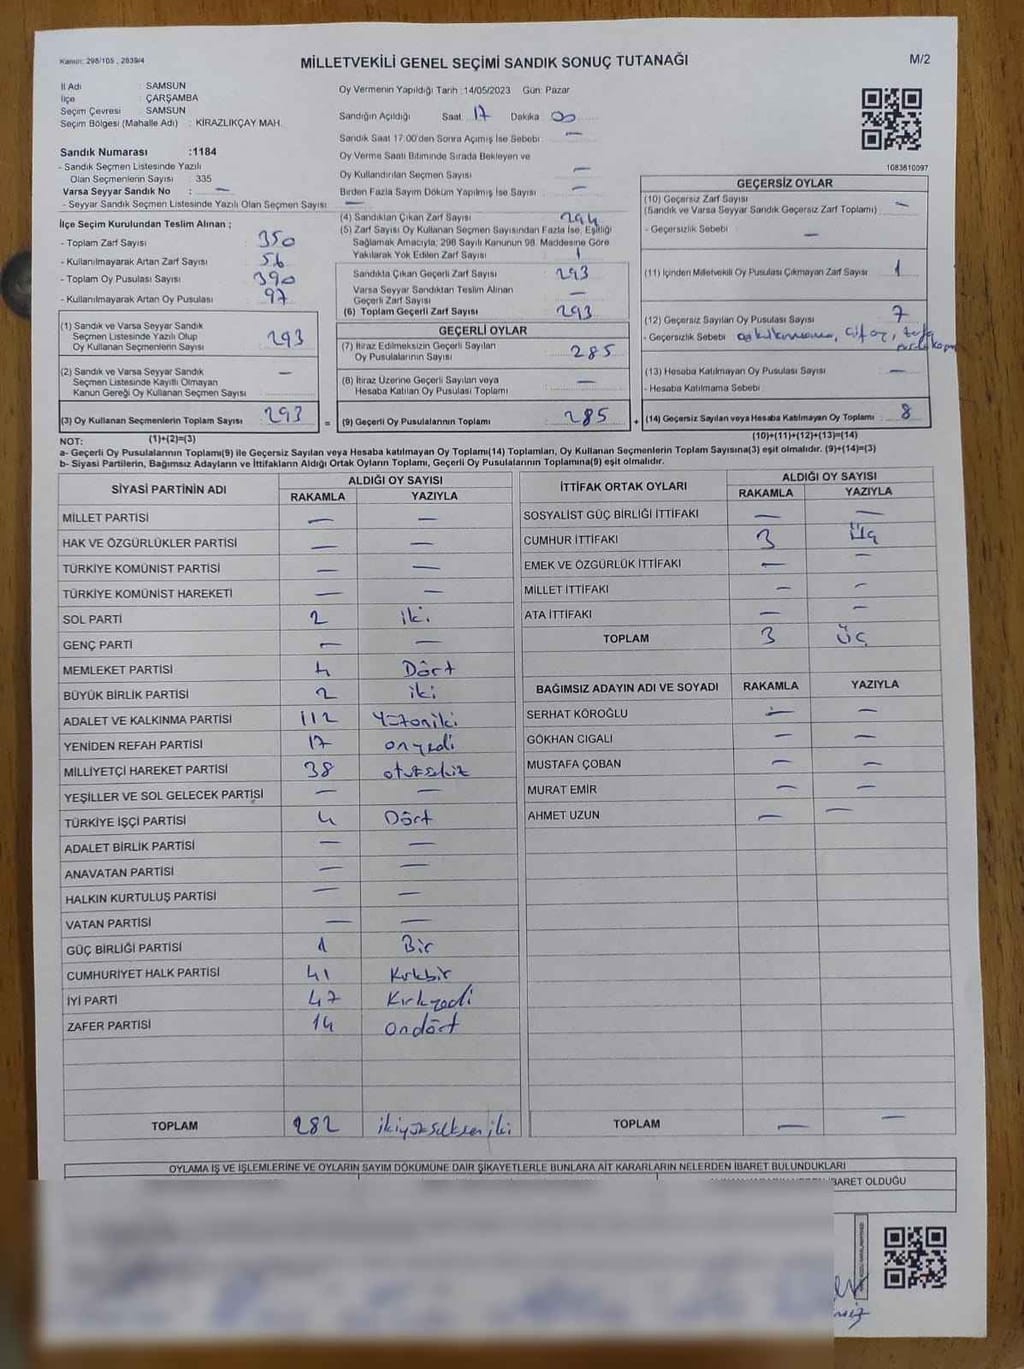 Kanun: 298/105 , 2839/4
MİLLETVEKİLİ GENEL SEÇİMİ SANDIK SONUÇ TUTANAĞI
M/2
İl Adı : SAMSUN
İlçe : ÇARŞAMBA
Seçim Çevresi : SAMSUN
Seçim Bölgesi (Mahalle Adı) : KİRAZLIKÇAY MAH.
Sandık Numarası :1184
- Sandık Seçmen Listesinde Yazılı
Olan Seçmenlerin Sayısı : 335
Varsa Seyyar Sandık No : —
- Seyyar Sandık Seçmen Listesinde Yazılı Olan Seçmen Sayısı : —
Oy Vermenin Yapıldığı Tarih :14/05/2023 Gün: Pazar
Sandığın Açıldığı Saat 17 Dakika 00
Sandık Saat 17:00'den Sonra Açılmış İse Sebebi : —
Oy Verme Saati Bitiminde Sırada Bekleyen ve
Oy Kullandırılan Seçmen Sayısı —
Birden Fazla Sayım Döküm Yapılmış İse Sayısı : —
1083610097
İlçe Seçim Kurulundan Teslim Alınan ;
- Toplam Zarf Sayısı : 350
- Kullanılmayarak Artan Zarf Sayısı : 56
- Toplam Oy Pusulası Sayısı : 390
- Kullanılmayarak Artan Oy Pusulası : 97
(1) Sandık ve Varsa Seyyar Sandık
Seçmen Listesinde Yazılı Olup
Oy Kullanan Seçmenlerin Sayısı : 293
(2) Sandık ve Varsa Seyyar Sandık
Seçmen Listesinde Kayıtlı Olmayan
Kanun Gereği Oy Kullanan Seçmen Sayısı : —
(3) Oy Kullanan Seçmenlerin Toplam Sayısı : 293
(4) Sandıktan Çıkan Zarf Sayısı : 294
(5) Zarf Sayısı Oy Kullanan Seçmen Sayısından Fazla İse, Eşitliği
Sağlamak Amacıyla, 298 Sayılı Kanunun 98. Maddesine Göre
Yakılarak Yok Edilen Zarf Sayısı : 1
Sandıkta Çıkan Geçerli Zarf Sayısı : 293
Varsa Seyyar Sandıktan Teslim Alınan
Geçerli Zarf Sayısı : —
(6) Toplam Geçerli Zarf Sayısı : 293
GEÇERLİ OYLAR
(7) İtiraz Edilmeksizin Geçerli Sayılan
Oy Pusulalarının Sayısı : 285
(8) İtiraz Üzerine Geçerli Sayılan veya
Hesaba Katılan Oy Pusulası Toplamı : —
= (9) Geçerli Oy Pusulalarının Toplamı : 285
GEÇERSİZ OYLAR
(10) Geçersiz Zarf Sayısı
(Sandık ve Varsa Seyyar Sandık Geçersiz Zarf Toplamı) : —
- Geçersizlik Sebebi : —
(11) İçinden Milletvekili Oy Pusulası Çıkmayan Zarf Sayısı : 1
(12) Geçersiz Sayılan Oy Pusulası Sayısı : 7
- Geçersizlik Sebebi :
(13) Hesaba Katılmayan Oy Pusulası Sayısı : —
- Hesaba Katılmama Sebebi :
+ (14) Geçersiz Sayılan veya Hesaba Katılmayan Oy Toplamı : 8
NOT: (1)+(2)=(3)
(10)+(11)+(12)+(13)=(14)
a- Geçerli Oy Pusulaları Toplamı(9) ile Geçersiz Sayılan veya Hesaba katılmayan Oy Toplamı(14) Toplamları, Oy Kullanan Seçmenlerin Toplam Sayısına(3) eşit olmalıdır. (9)+(14)=(3)
b- Siyasi Partilerin, Bağımsız Adayların ve İttifakların Aldığı Ortak Oyların Toplamı, Geçerli Oy Pusulalarının Toplamına(9) eşit olmalıdır.
SİYASİ PARTİNİN ADI ALDIĞI OY SAYISI
RAKAMLA YAZIYLA
MİLLET PARTİSİ — —
HAK VE ÖZGÜRLÜKLER PARTİSİ — —
TÜRKİYE KOMÜNİST PARTİSİ — —
TÜRKİYE KOMÜNİST HAREKETİ — —
SOL PARTİ 2 iki
GENÇ PARTİ — —
MEMLEKET PARTİSİ 4 Dört
BÜYÜK BİRLİK PARTİSİ 2 iki
ADALET VE KALKINMA PARTİSİ 112 Yüzoniki
YENİDEN REFAH PARTİSİ 17 onyedi
MİLLİYETÇİ HAREKET PARTİSİ 38 otuzsekiz
YEŞİLLER VE SOL GELECEK PARTİSİ — —
TÜRKİYE İŞÇİ PARTİSİ 4 Dört
ADALET BİRLİK PARTİSİ — —
ANAVATAN PARTİSİ — —
HALKIN KURTULUŞ PARTİSİ — —
VATAN PARTİSİ — —
GÜÇ BİRLİĞİ PARTİSİ 1 Bir
CUMHURİYET HALK PARTİSİ 41 Kırkbir
İYİ PARTİ 47 Kırkyedi
ZAFER PARTİSİ 14 ondört
TOPLAM 282 ikiyüzseksen iki
İTTİFAK ORTAK OYLARI ALDIĞI OY SAYISI
RAKAMLA YAZIYLA
SOSYALİST GÜÇ BİRLİĞİ İTTİFAKI — —
CUMHUR İTTİFAKI 3 Üç
EMEK VE ÖZGÜRLÜK İTTİFAKI — —
MİLLET İTTİFAKI — —
ATA İTTİFAKI — —
TOPLAM 3 Üç
BAĞIMSIZ ADAYIN ADI VE SOYADI RAKAMLA YAZIYLA
SERHAT KÖROĞLU — —
GÖKHAN CIGALI — —
MUSTAFA ÇOBAN — —
MURAT EMİR — —
AHMET UZUN — —
TOPLAM — —
OYLAMA İŞ VE İŞLEMLERİNE VE OYLARIN SAYIM DÖKÜMÜNE DAİR ŞİKAYETLERLE BUNLARA AİT KARARLARIN NELERDEN İBARET BULUNDUKLARI
İBARET OLDUĞU